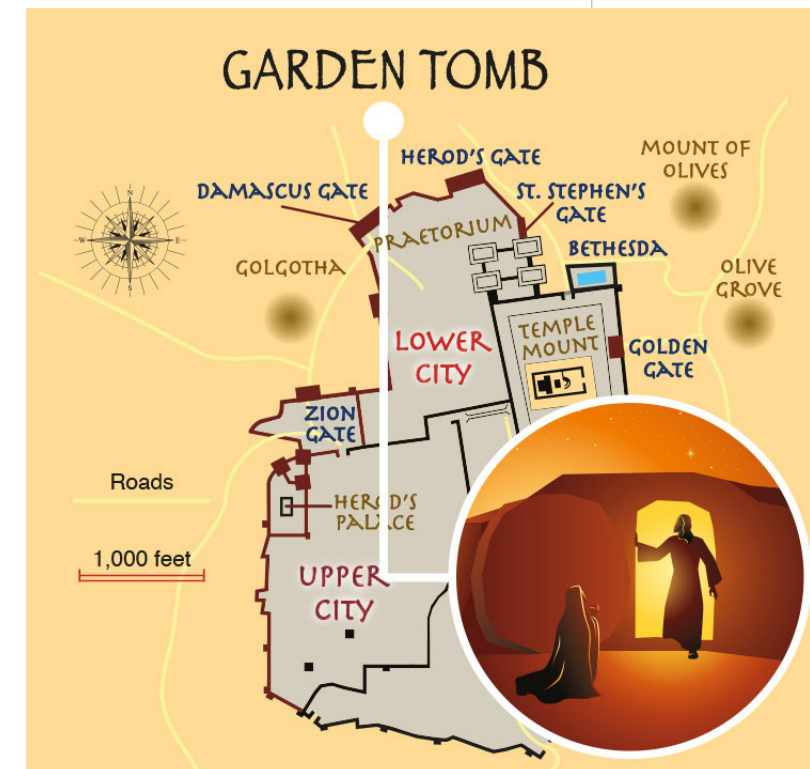 GARDEN TOMB
HEROD'S GATE
MOUNT OF
OLIVES
DAMASCUS GATE
ST. STEPHEN'S
GATE
PRAETORIUM
BETHESDA
GOLGOTHA
OLIVE
GROVE
N
W
E
S
LOWER
CITY
TEMPLE
MOUNT
GOLDEN
GATE
ZION
GATE
Roads
HEROD'S
PALACE
1,000 feet
UPPER
CITY